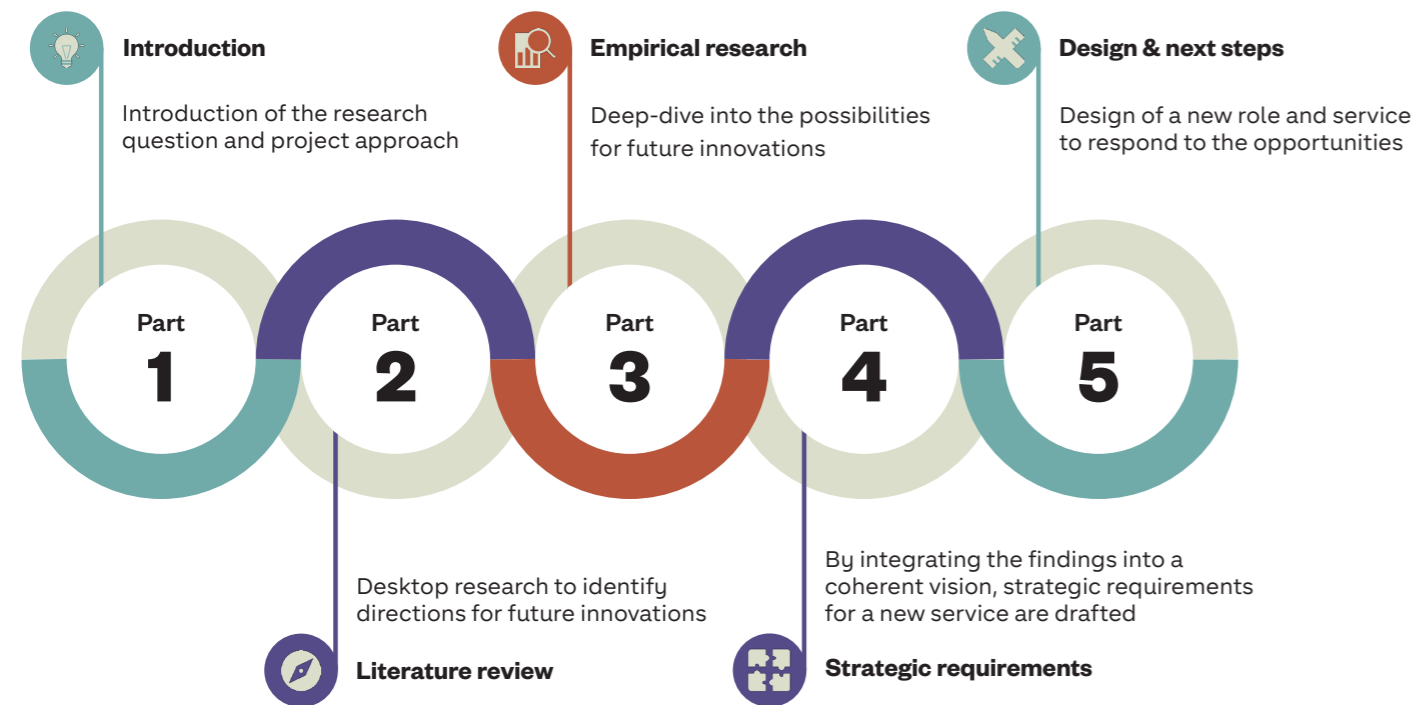 Introduction
Introduction of the research
question and project approach
Empirical research
Deep-dive into the possibilities
for future innovations
Design & next steps
Design of a new role and service
to respond to the opportunities
Part
1
Part
2
Part
3
Part
4
Part
5
Desktop research to identify
directions for future innovations
Literature review
By integrating the findings into a
coherent vision, strategic requirements
for a new service are drafted
Strategic requirements